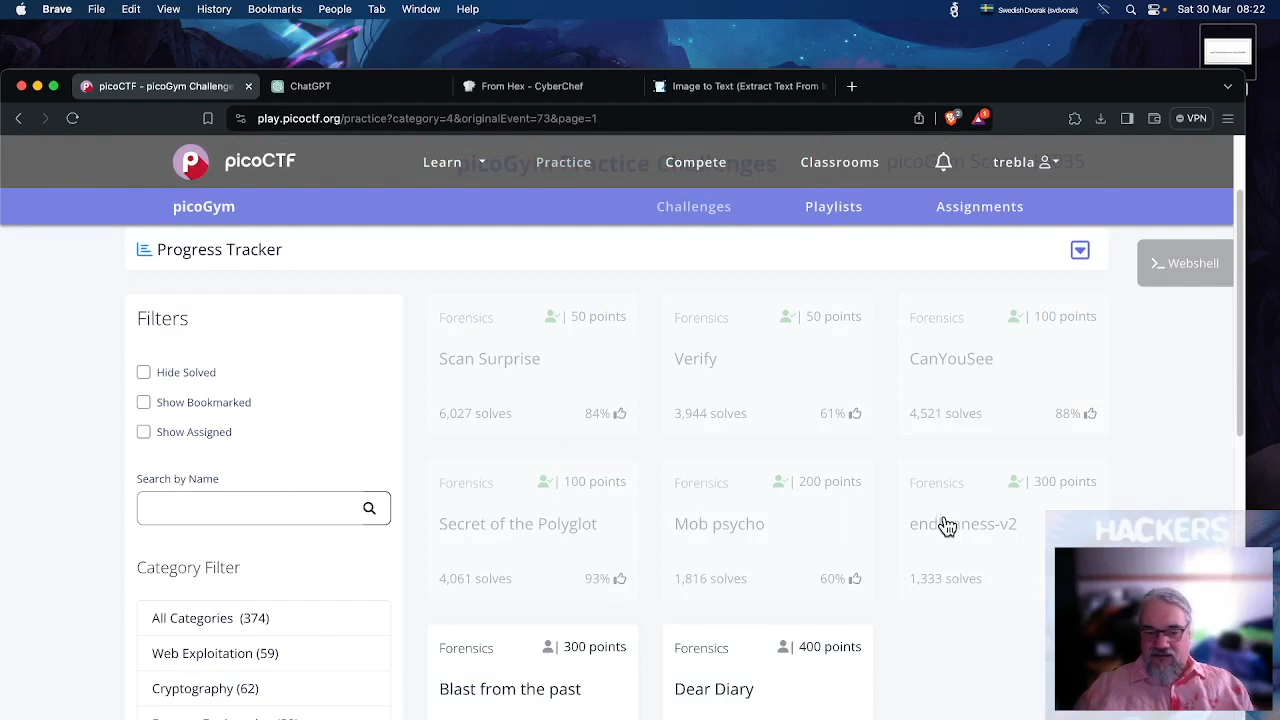 Brave File Edit View History Bookmarks People Tab Window Help
Swedish Dvorak (Svdvorak) Sat 30 Mar 08:22
picoCTF - picoGym Challenge
ChatGPT
From Hex - CyberChef
Image to Text (Extract Text From I
play.picoctf.org/practice?category=4&originalEvent=73&page=1
2
1
VPN
picoCTF
Learn
Practice
Compete
Classrooms
trebla
picoGym Practice Challenges
picoGym
Challenges
Playlists
Assignments
Progress Tracker
Webshell
Filters
Hide Solved
Show Bookmarked
Show Assigned
Search by Name
Category Filter
All Categories (374)
Web Exploitation (59)
Cryptography (62)
Forensics | 50 points
Scan Surprise
6,027 solves 84%
Forensics | 50 points
Verify
3,944 solves 61%
Forensics | 100 points
CanYouSee
4,521 solves 88%
Forensics | 100 points
Secret of the Polyglot
4,061 solves 93%
Forensics | 200 points
Mob psycho
1,816 solves 60%
Forensics | 300 points
endianness-v2
1,333 solves
Forensics | 300 points
Blast from the past
Forensics | 400 points
Dear Diary
HACKERS